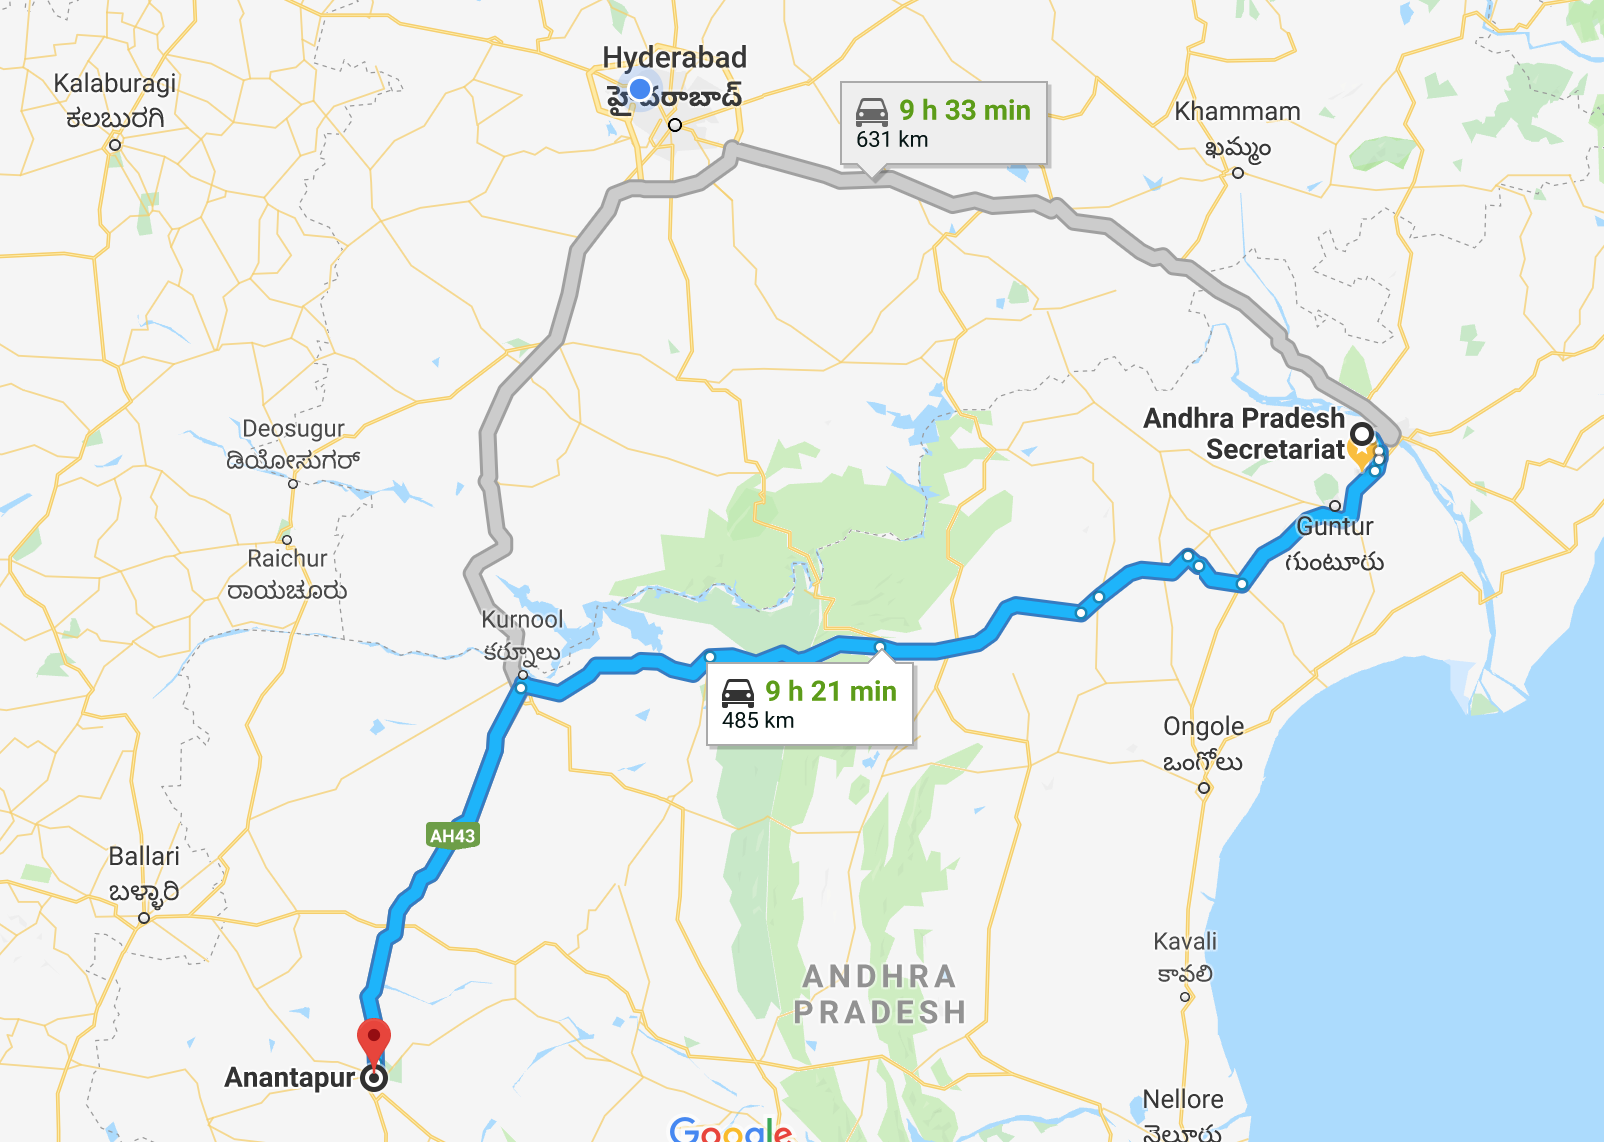 Hyderabad
Kalaburagi
ಕಲಬುರಗಿ
9 h 33 min
631 km
Khammam
ఖమ్మం
Deosugur
ಡಿಯೋಸುಗರ್
Andhra Pradesh
Secretariat
Raichur
ರಾಯಚೂರು
Guntur
గుంటూరు
Kurnool
కర్నూలు
9 h 21 min
485 km
Ongole
ఒంగోలు
AH43
Ballari
ಬಳ್ಳಾರಿ
Kavali
కావలి
ANDHRA
PRADESH
Anantapur
Nellore
నెల్లూరు
Google